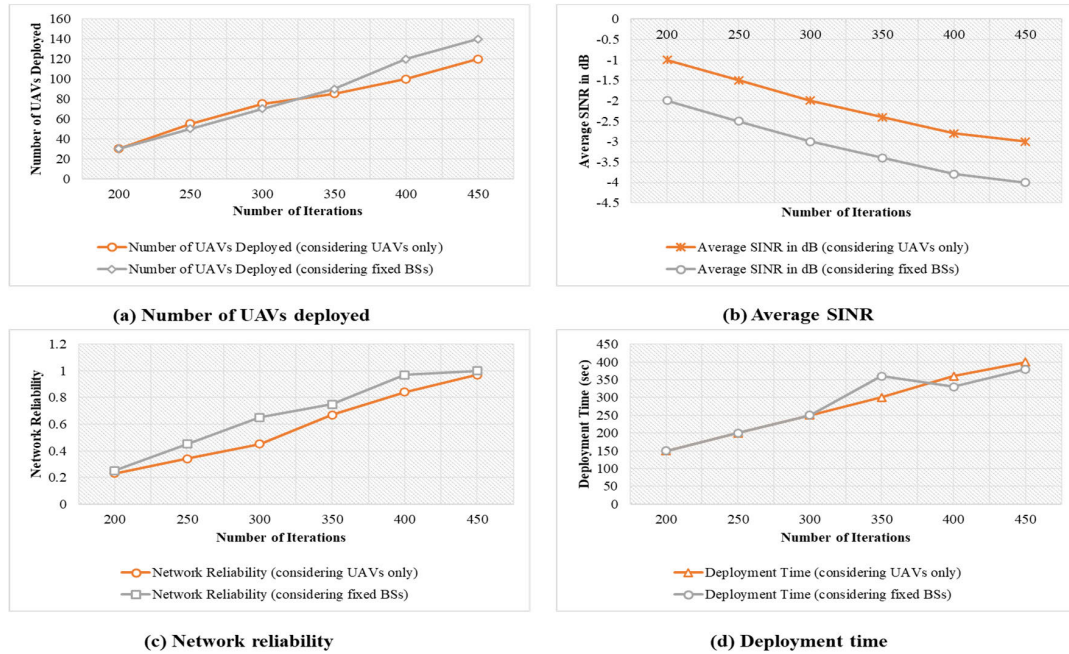 160
140
120
100
80
60
40
20
0
Number of UAVs Deployed
200 250 300 350 400 450
Number of Iterations
Number of UAVs Deployed (considering UAVs only)
Number of UAVs Deployed (considering fixed BSs)
(a) Number of UAVs deployed
0
-0.5
-1
-1.5
-2
-2.5
-3
-3.5
-4
-4.5
Average SINR in dB
200 250 300 350 400 450
Number of Iterations
Average SINR in dB (considering UAVs only)
Average SINR in dB (considering fixed BSs)
(b) Average SINR
1.2
1
0.8
0.6
0.4
0.2
0
Network Reliability
200 250 300 350 400 450
Number of Iterations
Network Reliability (considering UAVs only)
Network Reliability (considering fixed BSs)
(c) Network reliability
450
400
350
300
250
200
150
100
50
0
Deployment Time (sec)
200 250 300 350 400 450
Number of Iterations
Deployment Time (considering UAVs only)
Deployment Time (considering fixed BSs)
(d) Deployment time